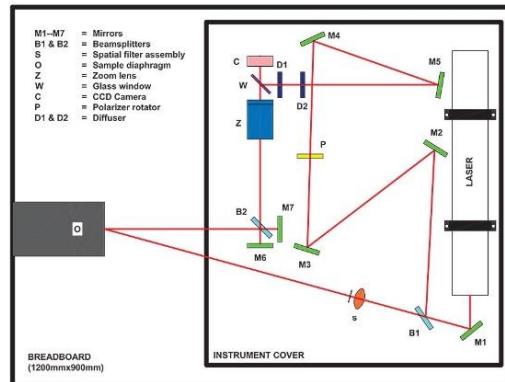 M1--M7 = Mirrors
B1 & B2 = Beamsplitters
S = Spatial filter assembly
O = Sample diaphragm
Z = Zoom lens
W = Glass window
C = CCD Camera
P = Polarizer rotator
D1 & D2 = Diffuser
M4
C
D1
M5
W
D2
Z
M2
P
LASER
B2
M7
O
M6
M3
s
B1
M1
BREADBOARD
(1200mmx900mm)
INSTRUMENT COVER